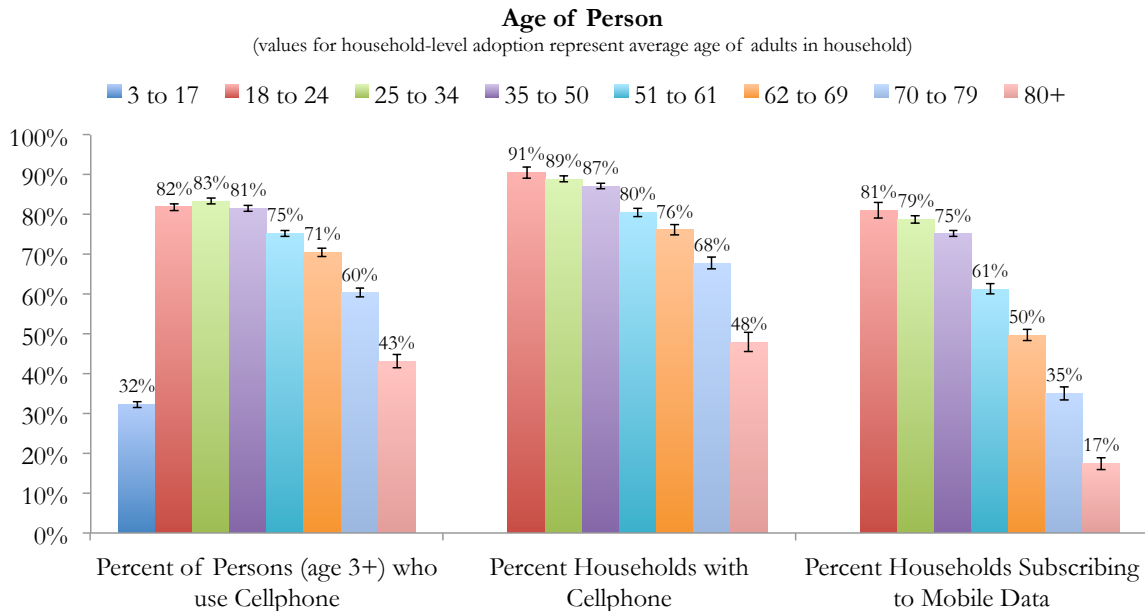 Age of Person
(values for household-level adoption represent average age of adults in household)
3 to 17 18 to 24 25 to 34 35 to 50 51 to 61 62 to 69 70 to 79 80+
100%
90%
80%
70%
60%
50%
40%
30%
20%
10%
0%
32% 82% 83% 81% 75% 71% 60% 43%
91% 89% 87% 80% 76% 68% 48%
81% 79% 75% 61% 50% 35% 17%
Percent of Persons (age 3+) who
use Cellphone
Percent Households with
Cellphone
Percent Households Subscribing
to Mobile Data